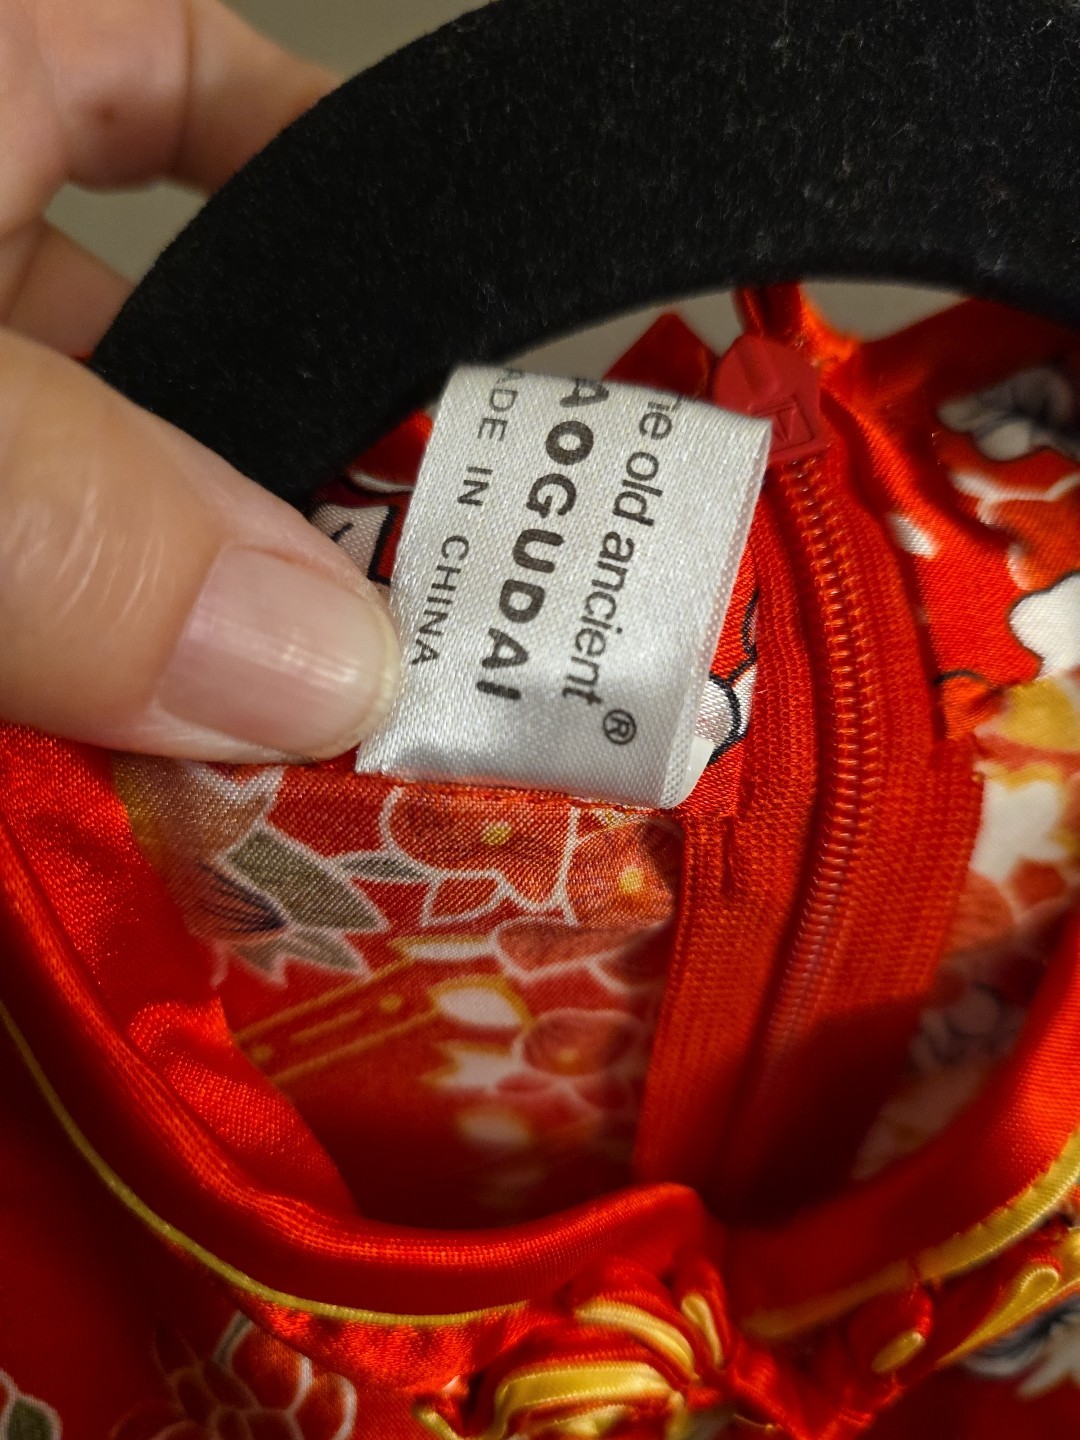 old ancient ®
AOGUDAI
ADE IN CHINA